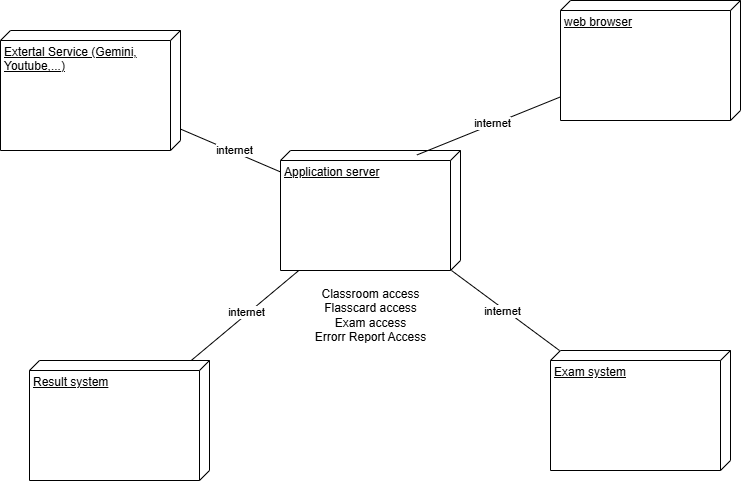 web browser
Extertal Service (Gemini,
Youtube,...)
internet
internet
Application server
Classroom access
Flasscard access
Exam access
Errorr Report Access
internet
internet
Result system
Exam system